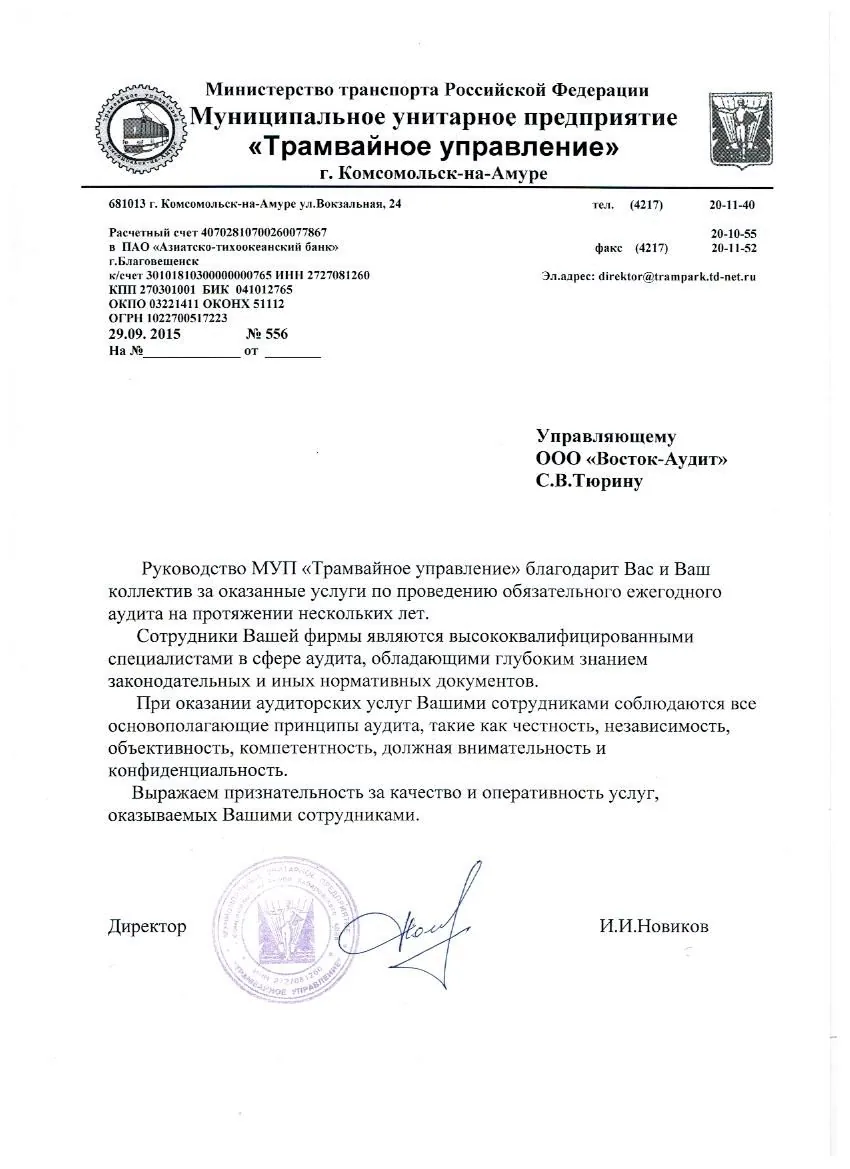 Министерство транспорта Российской Федерации
Муниципальное унитарное предприятие
«Трамвайное управление»
г. Комсомольск-на-Амуре
681013 г. Комсомольск-на-Амуре ул.Вокзальная, 24 тел. (4217) 20-11-40
Расчетный счет 40702810700260077867 20-10-55
в ПАО «Азиатско-тихоокеанский банк» факс (4217) 20-11-52
г.Благовешенск
к/счет 30101810300000000765 ИНН 2727081260 Эл.адрес: direktor@trampark.td-net.ru
КПП 270301001 БИК 041012765
ОКПО 03221411 ОКОНХ 51112
ОГРН 1022700517223
29.09. 2015 № 556
На №______________ от ________
Управляющему
ООО «Восток-Аудит»
С.В.Тюрину
Руководство МУП «Трамвайное управление» благодарит Вас и Ваш
коллектив за оказанные услуги по проведению обязательного ежегодного
аудита на протяжении нескольких лет.
Сотрудники Вашей фирмы являются высококвалифицированными
специалистами в сфере аудита, обладающими глубоким знанием
законодательных и иных нормативных документов.
При оказании аудиторских услуг Вашими сотрудниками соблюдаются все
основополагающие принципы аудита, такие как честность, независимость,
объективность, компетентность, должная внимательность и
конфиденциальность.
Выражаем признательность за качество и оперативность услуг,
оказываемых Вашими сотрудниками.
Директор И.И.Новиков
МУНИЦИПАЛЬНОЕ УНИТАРНОЕ ПРЕДПРИЯТИЕ
"ТРАМВАЙНОЕ УПРАВЛЕНИЕ"